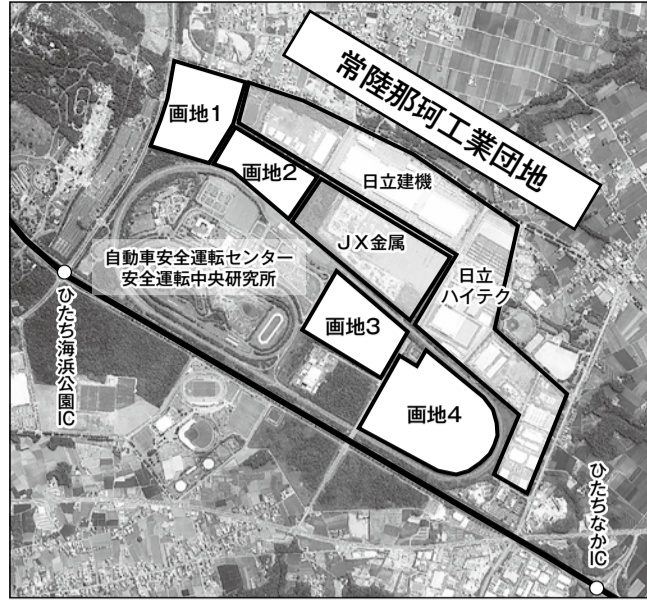 常陸那珂工業団地
画地1
画地2
日立建機
JX金属
自動車安全運転センター
安全運転中央研究所
日立
ハイテク
画地3
画地4
ひたち海浜公園IC
ひたちなかIC